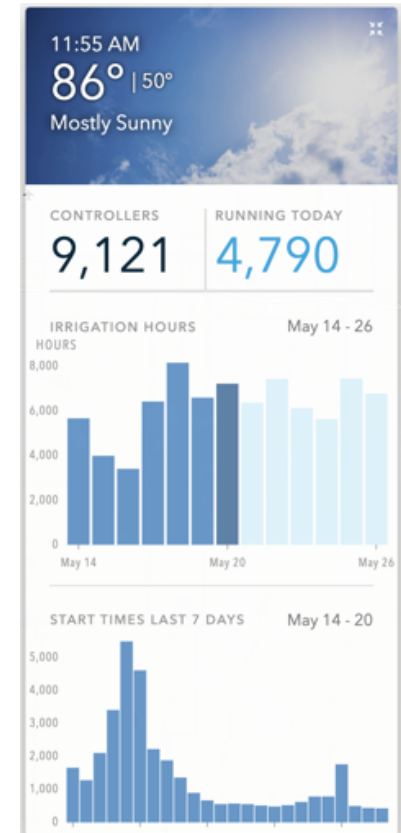 11:55 AM
86° | 50°
Mostly Sunny
CONTROLLERS
9,121
RUNNING TODAY
4,790
IRRIGATION HOURS
May 14 - 26
HOURS
8,000
6,000
4,000
2,000
0
May 14
May 20
May 26
START TIMES LAST 7 DAYS
May 14 - 20
5,000
4,000
3,000
2,000
1,000
0